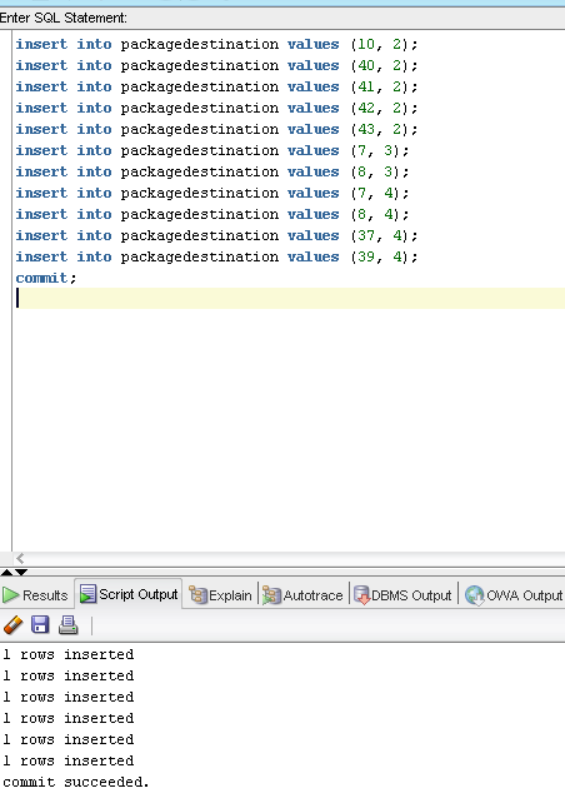 Enter SQL Statement:
insert into packagedestination values (10, 2);
insert into packagedestination values (40, 2);
insert into packagedestination values (41, 2);
insert into packagedestination values (42, 2);
insert into packagedestination values (43, 2);
insert into packagedestination values (7, 3);
insert into packagedestination values (8, 3);
insert into packagedestination values (7, 4);
insert into packagedestination values (8, 4);
insert into packagedestination values (37, 4);
insert into packagedestination values (39, 4);
commit;
Results Script Output Explain Autotrace DBMS Output OWA Output
1 rows inserted
1 rows inserted
1 rows inserted
1 rows inserted
1 rows inserted
1 rows inserted
commit succeeded.